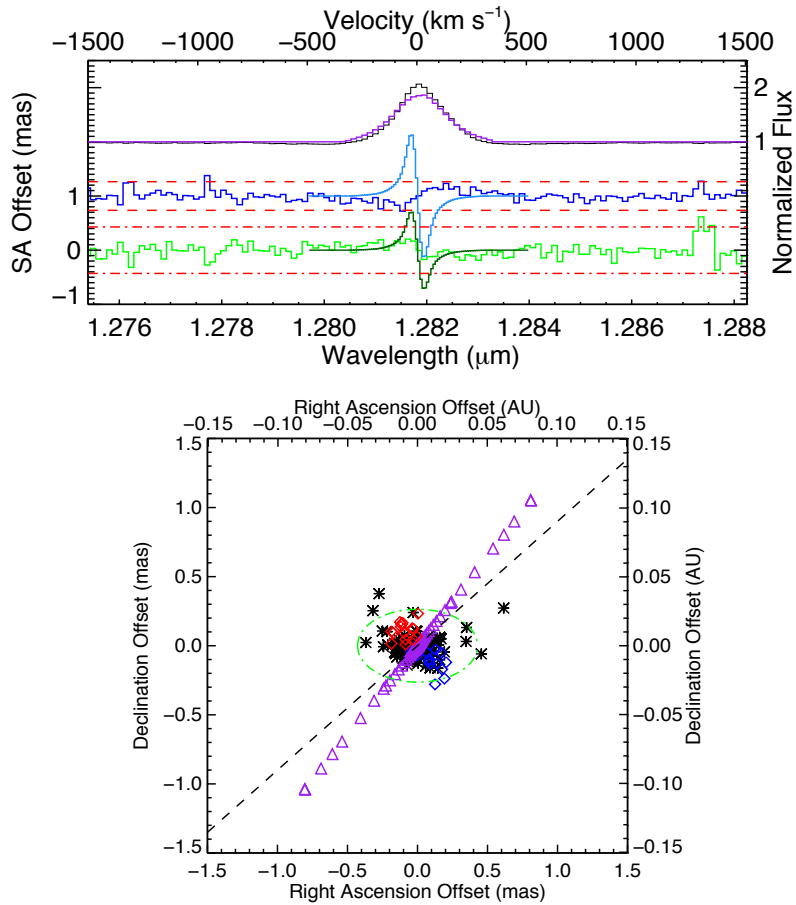 Velocity (km s⁻¹)
−1500 −1000 −500 0 500 1000 1500
SA Offset (mas)
1
0
−1
2
1
Normalized Flux
1.276 1.278 1.280 1.282 1.284 1.286 1.288
Wavelength (μm)
Right Ascension Offset (AU)
−0.15 −0.10 −0.05 0.00 0.05 0.10 0.15
Declination Offset (mas)
1.5
1.0
0.5
0.0
−0.5
−1.0
−1.5
0.15
0.10
0.05
0.00
−0.05
−0.10
−0.15
Declination Offset (AU)
−1.5 −1.0 −0.5 0.0 0.5 1.0 1.5
Right Ascension Offset (mas)